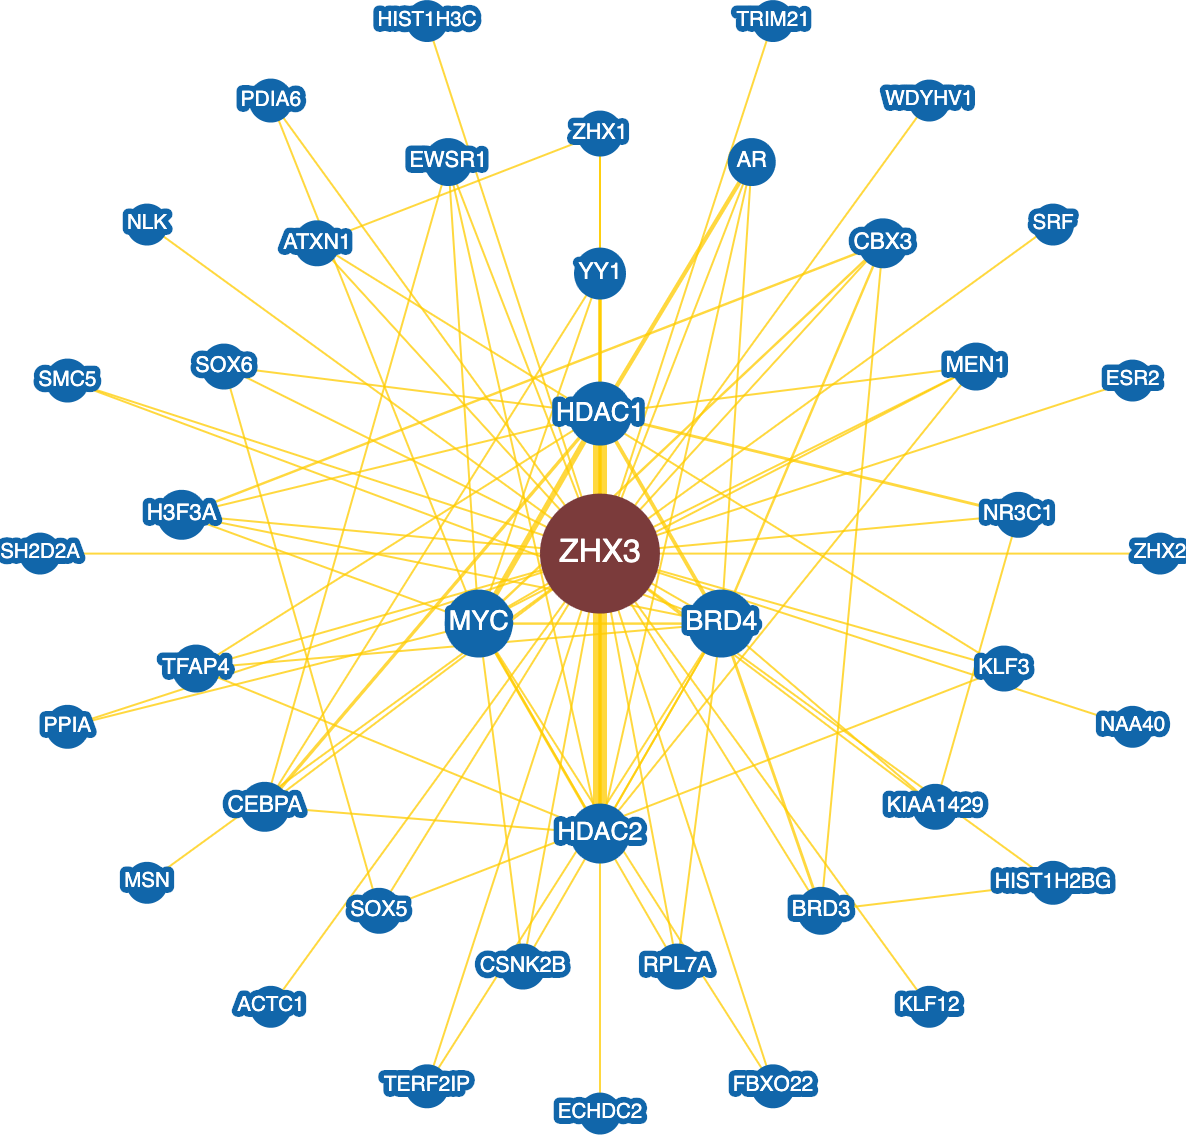 HIST1H3C
TRIM21
PDIA6
WDYHV1
ZHX1
EWSR1
AR
NLK
ATXN1
CBX3
SRF
YY1
SOX6
MEN1
SMC5
ESR2
HDAC1
H3F3A
NR3C1
SH2D2A
ZHX3
ZHX2
MYC
BRD4
TFAP4
KLF3
PPIA
NAA40
CEBPA
KIAA1429
HDAC2
MSN
HIST1H2BG
SOX5
BRD3
CSNK2B
RPL7A
ACTC1
KLF12
TERF2IP
FBXO22
ECHDC2